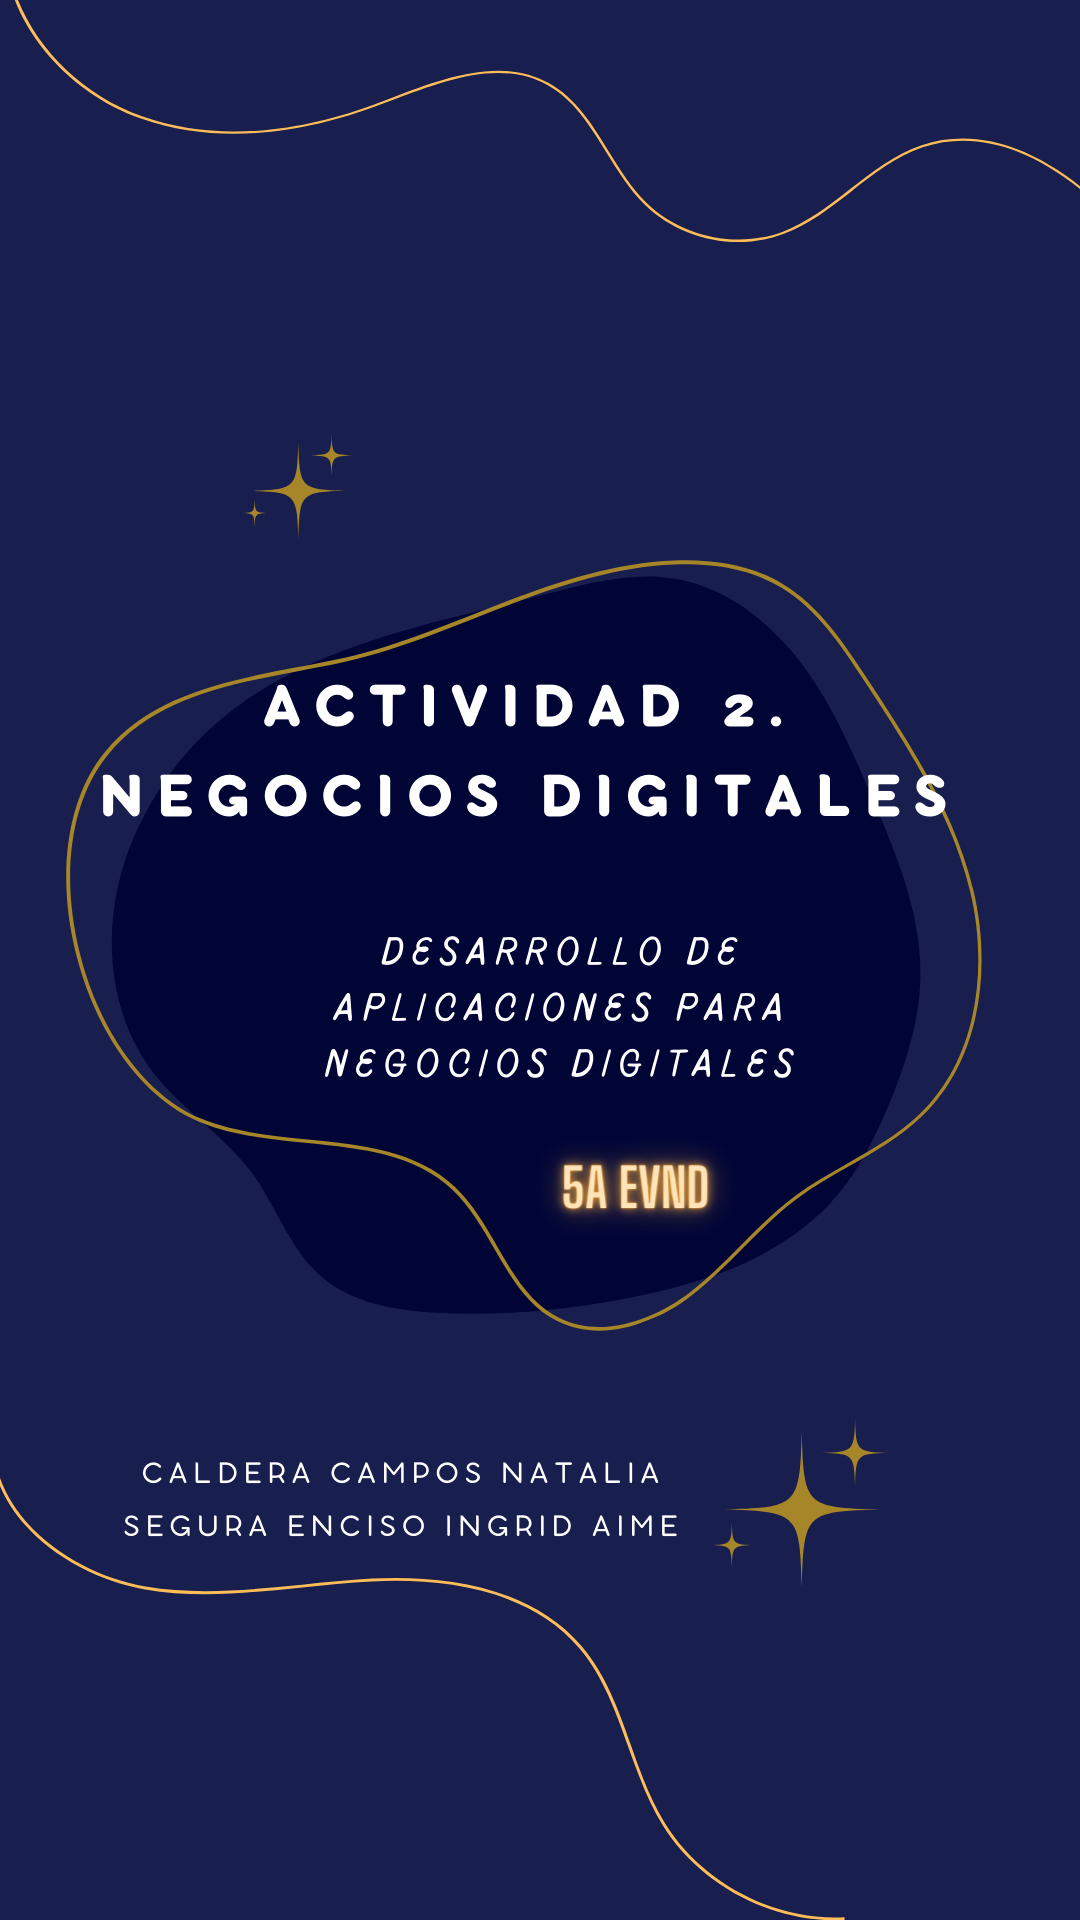 ACTIVIDAD 2.
NEGOCIOS DIGITALES
DESARROLLO DE
APLICACIONES PARA
NEGOCIOS DIGITALES
5A EVND
CALDERA CAMPOS NATALIA
SEGURA ENCISO INGRID AIME